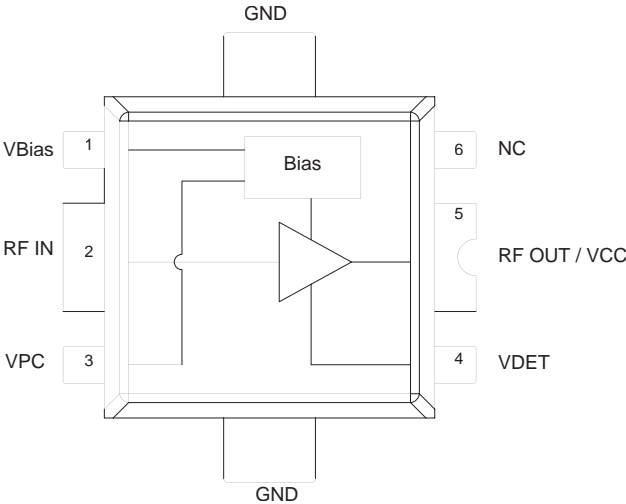 GND
VBias
1
Bias
6
NC
RF IN
2
5
RF OUT / VCC
VPC
3
4
VDET
GND